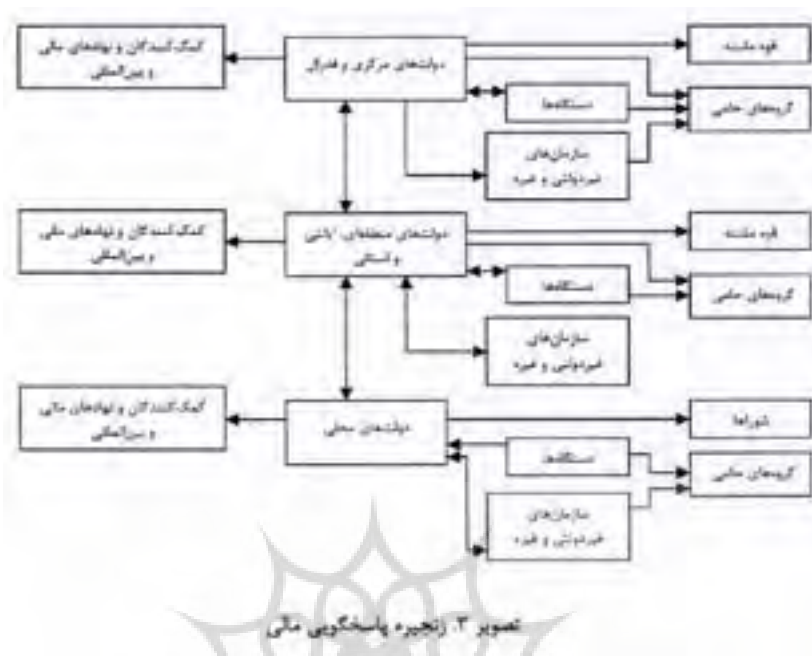 قوه مقننه
دولت‌های مرکزی و فدرال
کمک‌کنندگان و نهادهای مالی
و بین‌المللی
گروه‌های حامی
دستگاه‌ها
سازمان‌های
غیردولتی و غیره
قوه مقننه
دولت‌های منطقه‌ای، ایالتی
و استانی
کمک‌کنندگان و نهادهای مالی
و بین‌المللی
گروه‌های حامی
دستگاه‌ها
سازمان‌های
غیردولتی و غیره
شوراها
دولت‌های محلی
کمک‌کنندگان و نهادهای مالی
و بین‌المللی
گروه‌های حامی
دستگاه‌ها
سازمان‌های
غیردولتی و غیره
تصویر ۳. زنجیره پاسخگویی مالی